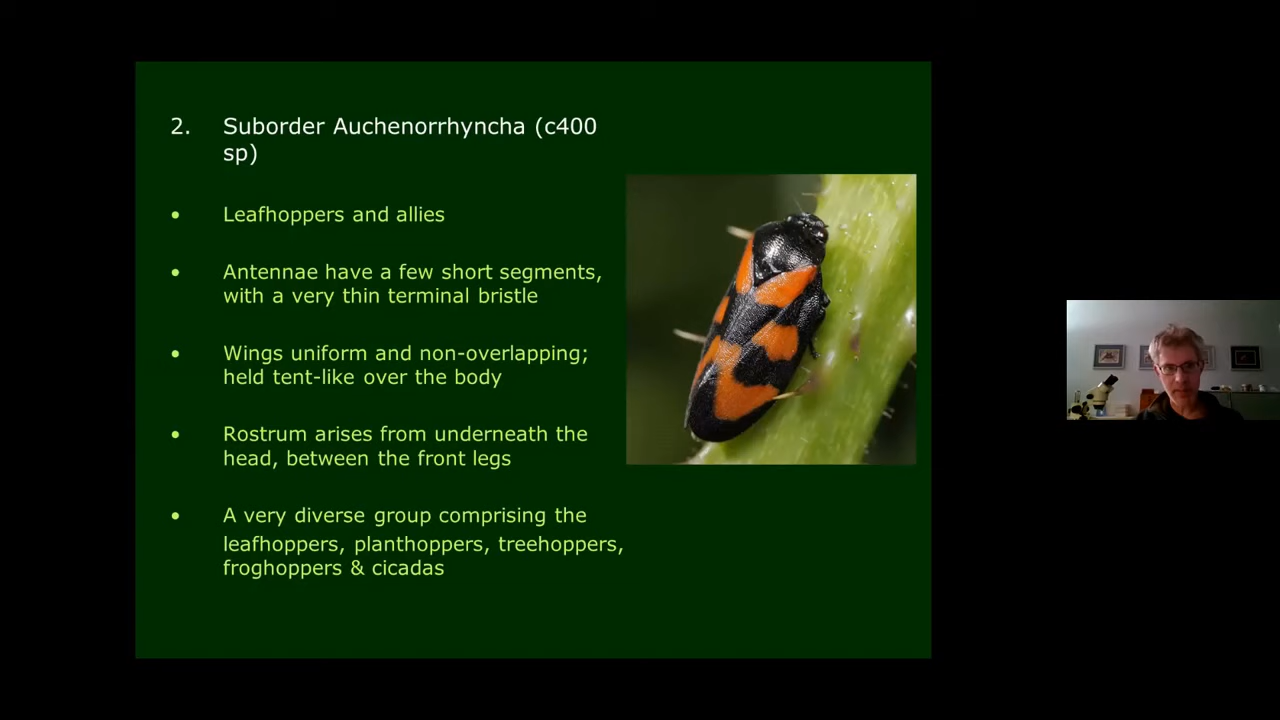 2. Suborder Auchenorrhyncha (c400
sp)
• Leafhoppers and allies
• Antennae have a few short segments,
with a very thin terminal bristle
• Wings uniform and non-overlapping;
held tent-like over the body
• Rostrum arises from underneath the
head, between the front legs
• A very diverse group comprising the
leafhoppers, planthoppers, treehoppers,
froghoppers & cicadas